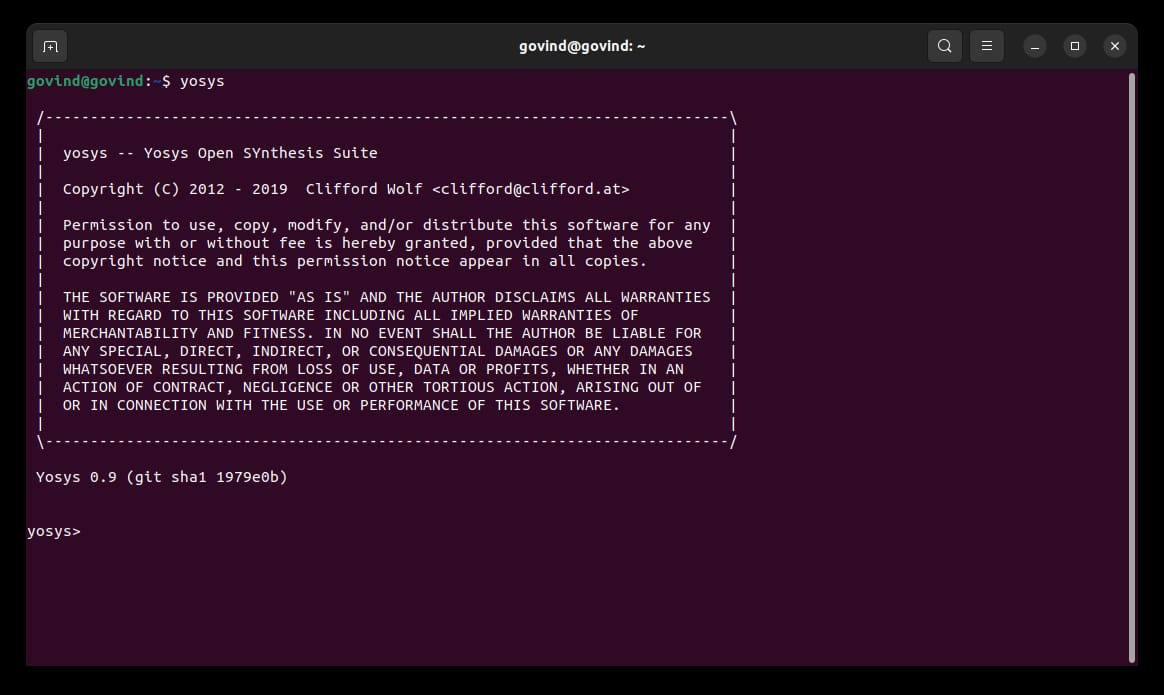 govind@govind: ~
govind@govind:~$ yosys
/----------------------------------------------------------------------------\
|                                                                            |
|  yosys -- Yosys Open SYnthesis Suite                                       |
|                                                                            |
|  Copyright (C) 2012 - 2019  Clifford Wolf <clifford@clifford.at>           |
|                                                                            |
|  Permission to use, copy, modify, and/or distribute this software for any  |
|  purpose with or without fee is hereby granted, provided that the above    |
|  copyright notice and this permission notice appear in all copies.         |
|                                                                            |
|  THE SOFTWARE IS PROVIDED "AS IS" AND THE AUTHOR DISCLAIMS ALL WARRANTIES  |
|  WITH REGARD TO THIS SOFTWARE INCLUDING ALL IMPLIED WARRANTIES OF          |
|  MERCHANTABILITY AND FITNESS. IN NO EVENT SHALL THE AUTHOR BE LIABLE FOR   |
|  ANY SPECIAL, DIRECT, INDIRECT, OR CONSEQUENTIAL DAMAGES OR ANY DAMAGES    |
|  WHATSOEVER RESULTING FROM LOSS OF USE, DATA OR PROFITS, WHETHER IN AN     |
|  ACTION OF CONTRACT, NEGLIGENCE OR OTHER TORTIOUS ACTION, ARISING OUT OF   |
|  OR IN CONNECTION WITH THE USE OR PERFORMANCE OF THIS SOFTWARE.            |
|                                                                            |
\----------------------------------------------------------------------------/
Yosys 0.9 (git sha1 1979e0b)
yosys>